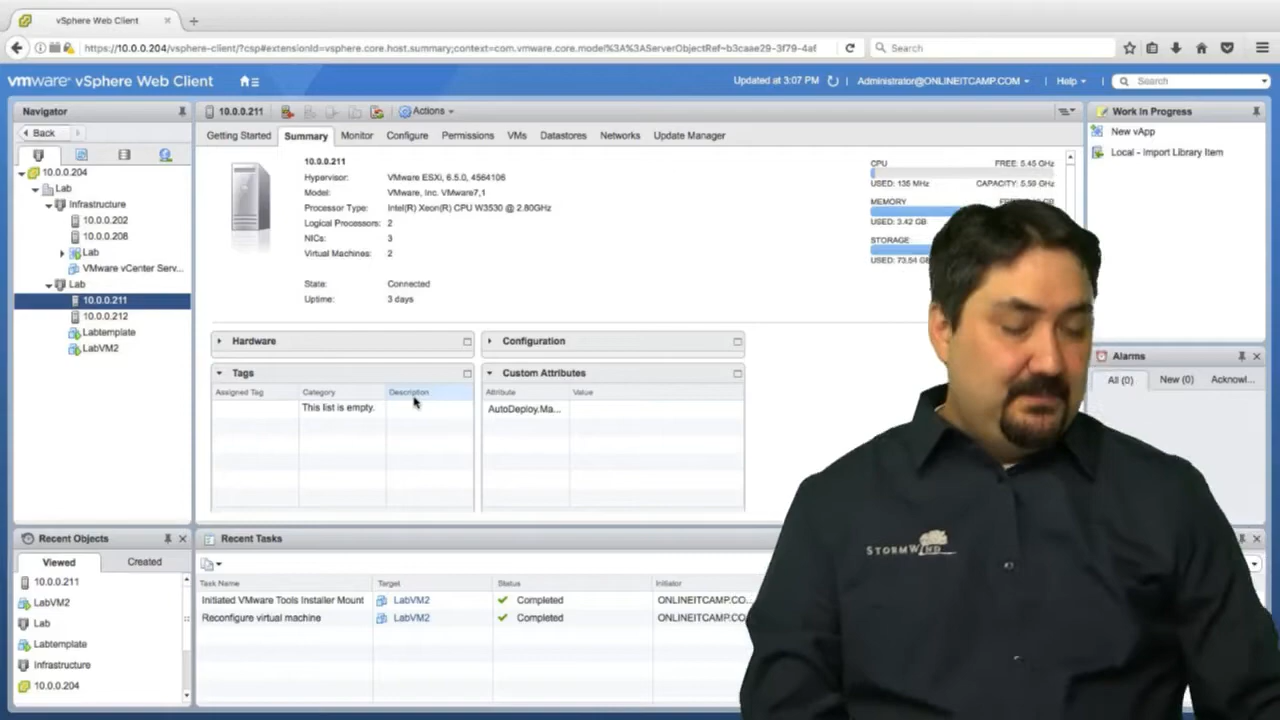 vSphere Web Client
https://10.0.0.204/vsphere-client/?csp#extensionId=vsphere.core.host.summary;context=com.vmware.core.model%3A%3AServerObjectRef~b3caae29-3f79-4af
Search
vmware® vSphere Web Client
Updated at 3:07 PM
Administrator@ONLINEITCAMP.COM
Help
Search
Navigator
10.0.0.211
Actions
Work In Progress
Back
Getting Started Summary Monitor Configure Permissions VMs Datastores Networks Update Manager
New vApp
Local - Import Library Item
10.0.0.204
Lab
Infrastructure
10.0.0.202
10.0.0.208
Lab
VMware vCenter Serv...
Lab
10.0.0.211
10.0.0.212
Labtemplate
LabVM2
10.0.0.211
Hypervisor: VMware ESXi, 6.5.0, 4564106
Model: VMware, Inc. VMware7,1
Processor Type: Intel(R) Xeon(R) CPU W3530 @ 2.80GHz
Logical Processors: 2
NICs: 3
Virtual Machines: 2
State: Connected
Uptime: 3 days
CPU FREE: 5.45 GHz
USED: 135 MHz CAPACITY: 5.59 GHz
MEMORY
USED: 3.42 GB
STORAGE
USED: 73.54 GB
Hardware
Configuration
Tags
Assigned Tag Category Description
This list is empty.
Custom Attributes
Attribute Value
AutoDeploy.Ma...
Alarms
All (0) New (0) Acknowl...
Recent Objects
Viewed Created
10.0.0.211
LabVM2
Lab
Labtemplate
Infrastructure
10.0.0.204
Recent Tasks
Task Name Target Status Initiator
Initiated VMware Tools Installer Mount LabVM2 Completed ONLINEITCAMP.CO...
Reconfigure virtual machine LabVM2 Completed ONLINEITCAMP.CO
STORMWIND